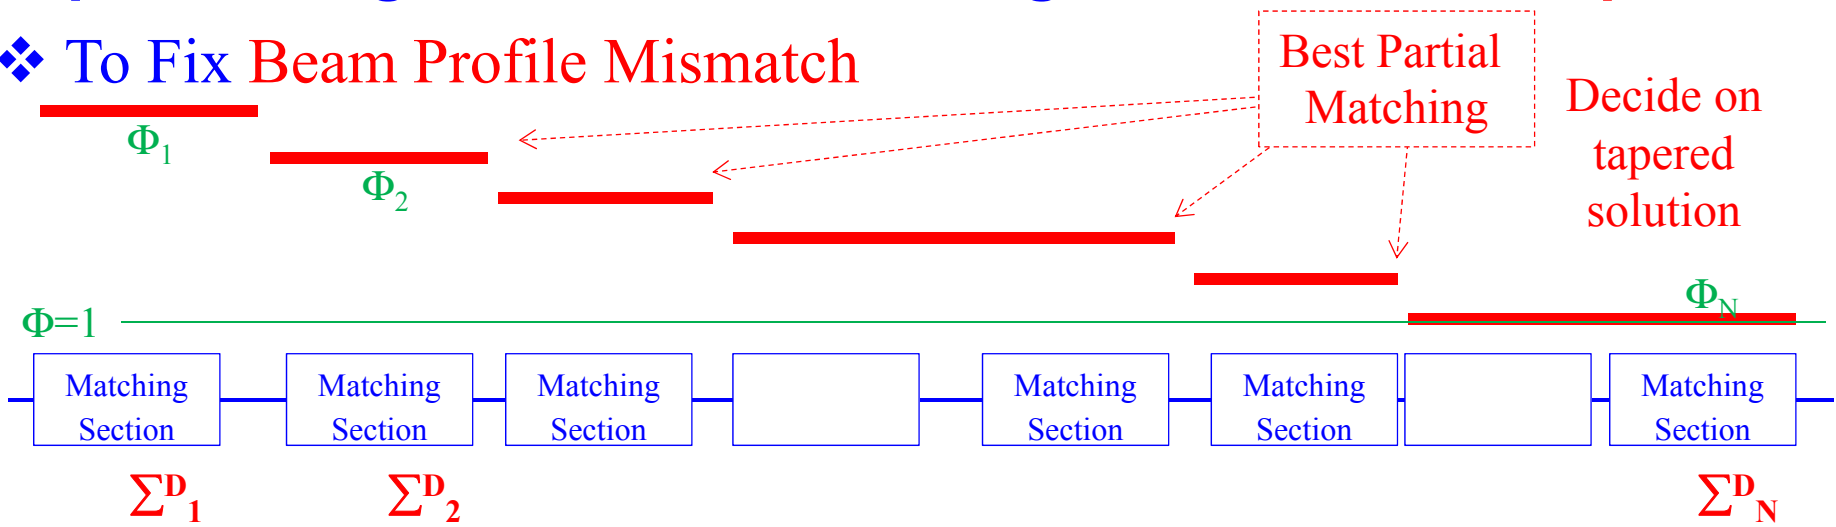 ❖ To Fix Beam Profile Mismatch
Best Partial
Matching
Decide on
tapered
solution
Φ1
Φ2
ΦN
Φ=1
Matching
Section
Matching
Section
Matching
Section
Matching
Section
Matching
Section
Matching
Section
ΣD1
ΣD2
ΣDN